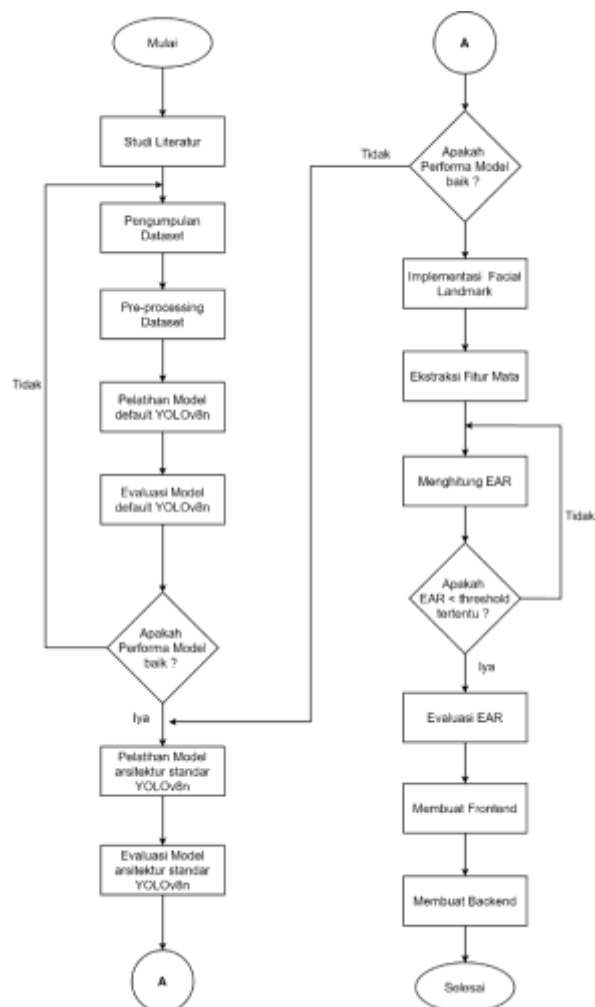 Mulai
Studi Literatur
Pengumpulan
Dataset
Pre-processing
Dataset
Tidak
Pelatihan Model
default YOLOv8n
Evaluasi Model
default YOLOv8n
Apakah
Performa Model
baik ?
Iya
Pelatihan Model
arsitektur standar
YOLOv8n
Evaluasi Model
arsitektur standar
YOLOv8n
A
A
Tidak
Apakah
Performa Model
baik ?
Implementasi Facial
Landmark
Ekstraksi Fitur Mata
Menghitung EAR
Tidak
Apakah
EAR < threshold
tertentu ?
Iya
Evaluasi EAR
Membuat Frontend
Membuat Backend
Selesai